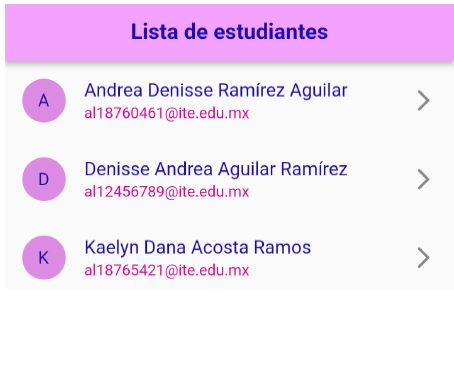 Lista de estudiantes
A
Andrea Denisse Ramírez Aguilar
al18760461@ite.edu.mx
D
Denisse Andrea Aguilar Ramírez
al12456789@ite.edu.mx
K
Kaelyn Dana Acosta Ramos
al18765421@ite.edu.mx